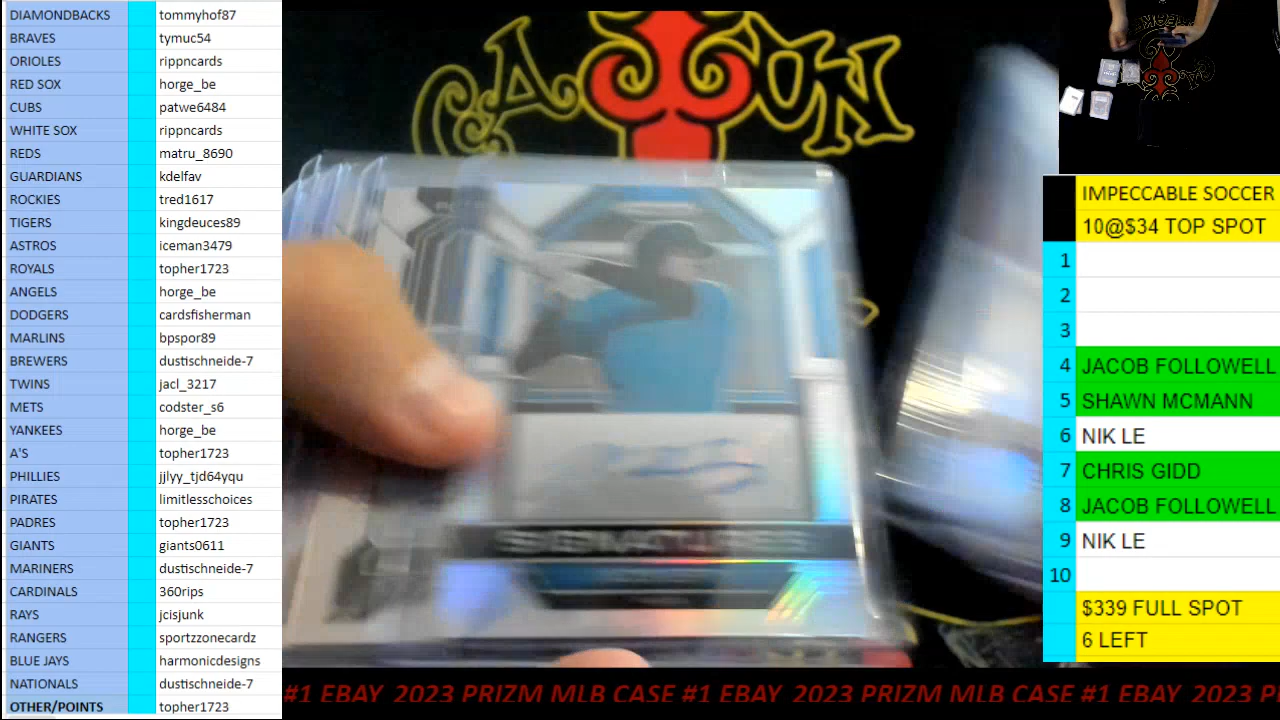 DIAMONDBACKS tommyhof87
BRAVES tymuc54
ORIOLES rippncards
RED SOX horge_be
CUBS patwe6484
WHITE SOX rippncards
REDS matru_8690
GUARDIANS kdelfav
ROCKIES tred1617
TIGERS kingdeuces89
ASTROS iceman3479
ROYALS topher1723
ANGELS horge_be
DODGERS cardsfisherman
MARLINS bpspor89
BREWERS dustischneide-7
TWINS jacl_3217
METS codster_s6
YANKEES horge_be
A'S topher1723
PHILLIES jjlyy_tjd64yqu
PIRATES limitlesschoices
PADRES topher1723
GIANTS giants0611
MARINERS dustischneide-7
CARDINALS 360rips
RAYS jcisjunk
RANGERS sportzzonecardz
BLUE JAYS harmonicdesigns
NATIONALS dustischneide-7
OTHER/POINTS topher1723
SIGNATURES
IMPECCABLE SOCCER
10@$34 TOP SPOT
1
2
3
4 JACOB FOLLOWELL
5 SHAWN MCMANN
6 NIK LE
7 CHRIS GIDD
8 JACOB FOLLOWELL
9 NIK LE
10
$339 FULL SPOT
6 LEFT
#1 EBAY 2023 PRIZM MLB CASE #1 EBAY 2023 PRIZM MLB CASE #1 EBAY 2023 P